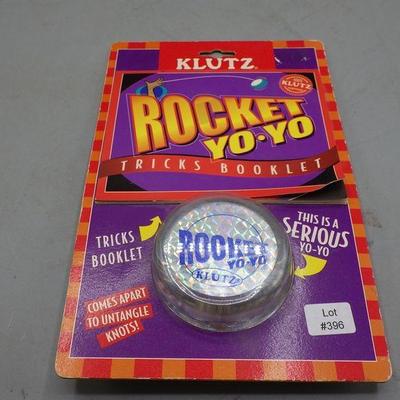 KLUTZ®
KLUTZ
ROCKET
YO·YO
TRICKS BOOKLET
TRICKS
BOOKLET
THIS IS A
SERIOUS
YO-YO
ROCKET
YO-YO
KLUTZ
COMES APART
TO UNTANGLE
KNOTS!
Lot
#396